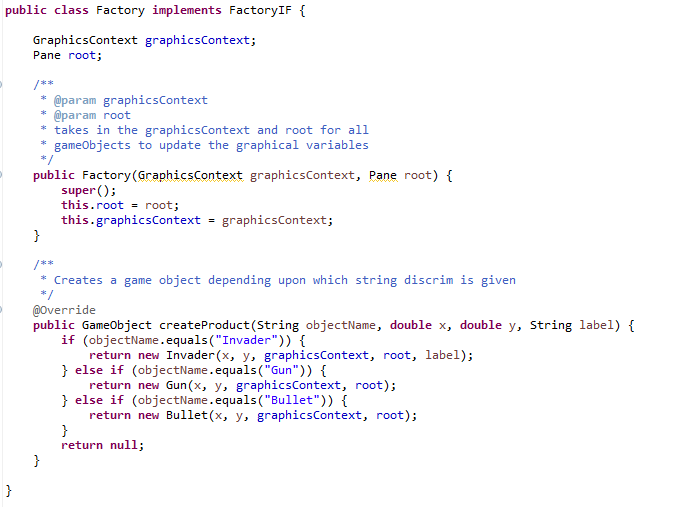 public class Factory implements FactoryIF {
GraphicsContext graphicsContext;
Pane root;
/**
* @param graphicsContext
* @param root
* takes in the graphicsContext and root for all
* gameObjects to update the graphical variables
*/
public Factory(GraphicsContext graphicsContext, Pane root) {
super();
this.root = root;
this.graphicsContext = graphicsContext;
}
/**
* Creates a game object depending upon which string discrim is given
*/
@Override
public GameObject createProduct(String objectName, double x, double y, String label) {
if (objectName.equals("Invader")) {
return new Invader(x, y, graphicsContext, root, label);
} else if (objectName.equals("Gun")) {
return new Gun(x, y, graphicsContext, root);
} else if (objectName.equals("Bullet")) {
return new Bullet(x, y, graphicsContext, root);
}
return null;
}
}